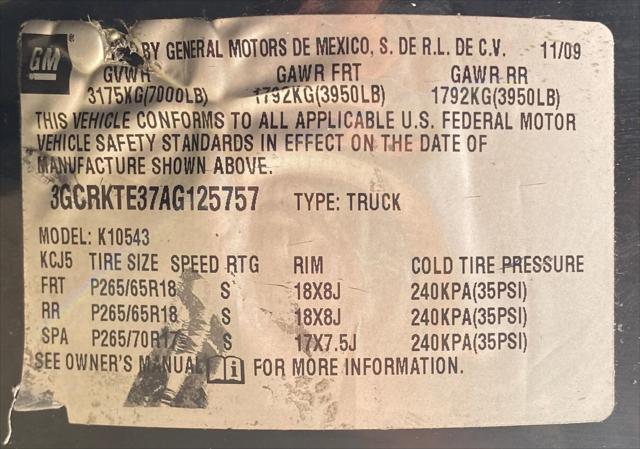 GM ® BY GENERAL MOTORS DE MEXICO, S. DE R.L. DE C.V. 11/09
GVWR GAWR FRT GAWR RR
3175KG(7000LB) 1792KG(3950LB) 1792KG(3950LB)
THIS VEHICLE CONFORMS TO ALL APPLICABLE U.S. FEDERAL MOTOR
VEHICLE SAFETY STANDARDS IN EFFECT ON THE DATE OF
MANUFACTURE SHOWN ABOVE.
3GCRKTE37AG125757 TYPE: TRUCK
MODEL: K10543
KCJ5 TIRE SIZE SPEED RTG RIM COLD TIRE PRESSURE
FRT P265/65R18 S 18X8J 240KPA(35PSI)
RR P265/65R18 S 18X8J 240KPA(35PSI)
SPA P265/70R17 S 17X7.5J 240KPA(35PSI)
SEE OWNER'S MANUAL i FOR MORE INFORMATION.